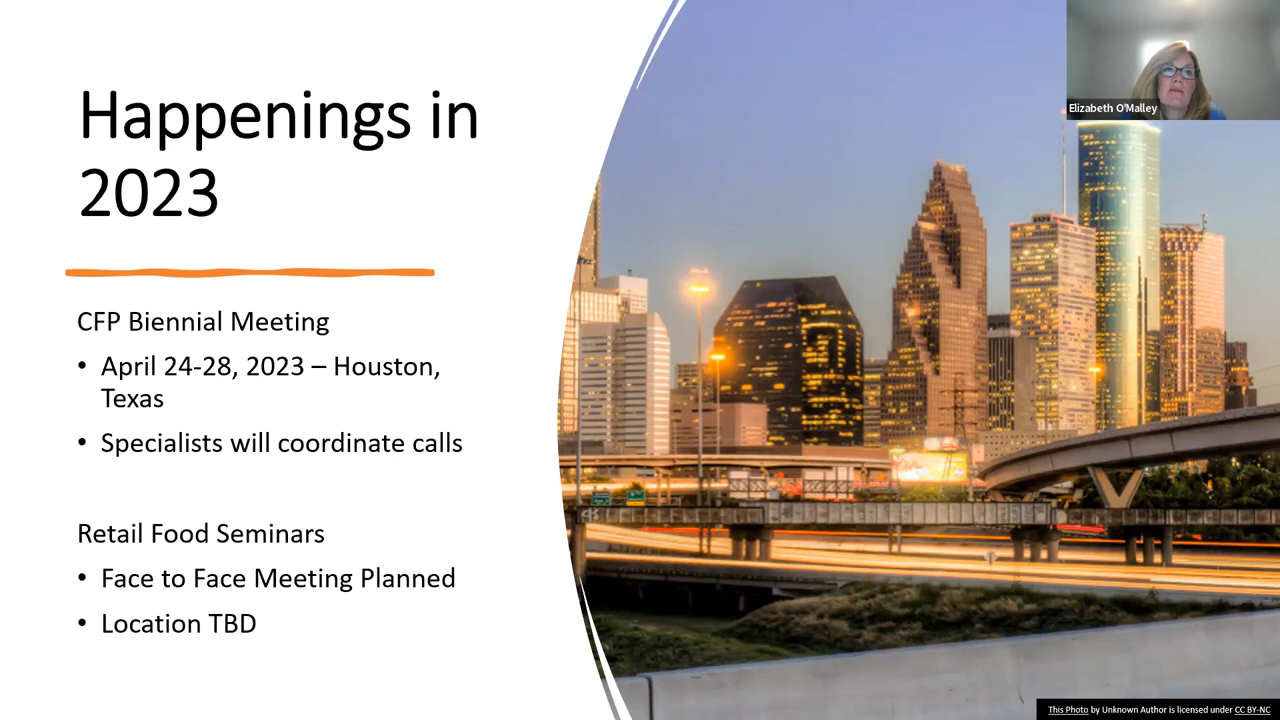 Happenings in
2023
CFP Biennial Meeting
• April 24-28, 2023 – Houston,
Texas
• Specialists will coordinate calls
Retail Food Seminars
• Face to Face Meeting Planned
• Location TBD
Elizabeth O'Malley
This Photo by Unknown Author is licensed under CC BY-NC